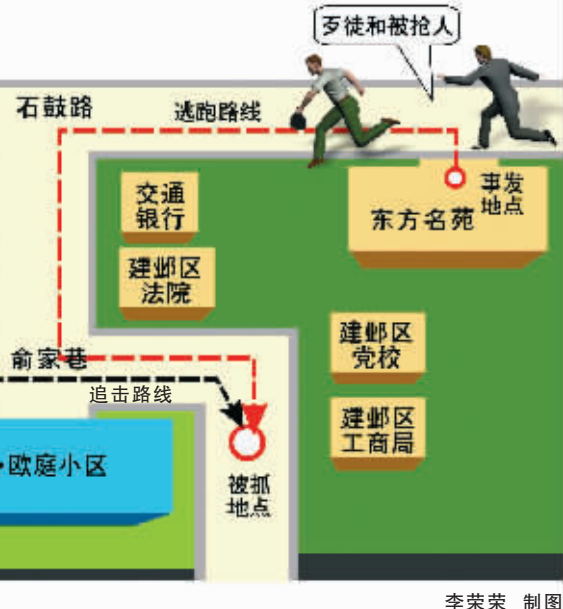 歹徒和被抢人
石鼓路
逃跑路线
交通
银行
事发
地点
东方名苑
建邺区
法院
建邺区
党校
俞家巷
追击路线
建邺区
工商局
·欧庭小区
被抓
地点
李荣荣 制图